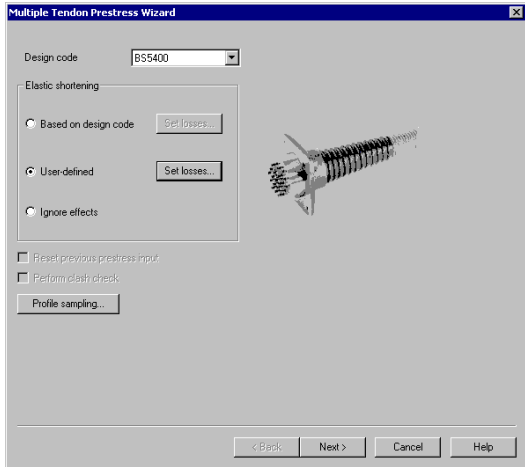 Multiple Tendon Prestress Wizard
Design code BS5400
Elastic shortening
Based on design code Set losses...
User-defined Set losses...
Ignore effects
Reset previous prestress input
Perform clash check
Profile sampling...
< Back Next > Cancel Help